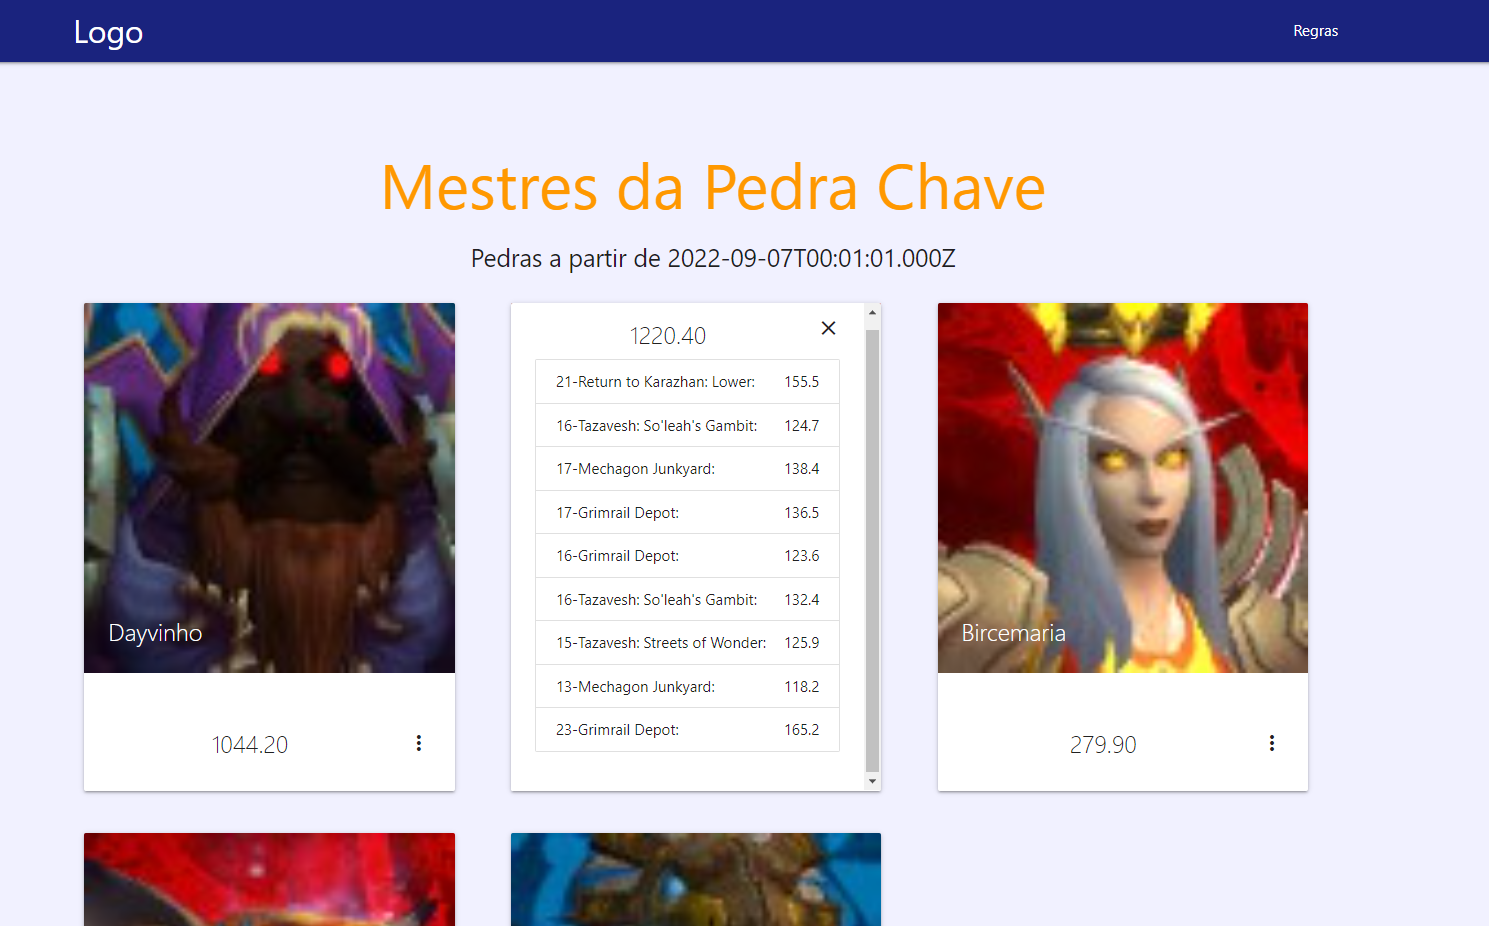 Logo
Regras
Mestres da Pedra Chave
Pedras a partir de 2022-09-07T00:01:01.000Z
Dayvinho
1044.20
1220.40
21-Return to Karazhan: Lower: 155.5
16-Tazavesh: So'leah's Gambit: 124.7
17-Mechagon Junkyard: 138.4
17-Grimrail Depot: 136.5
16-Grimrail Depot: 123.6
16-Tazavesh: So'leah's Gambit: 132.4
15-Tazavesh: Streets of Wonder: 125.9
13-Mechagon Junkyard: 118.2
23-Grimrail Depot: 165.2
Bircemaria
279.90